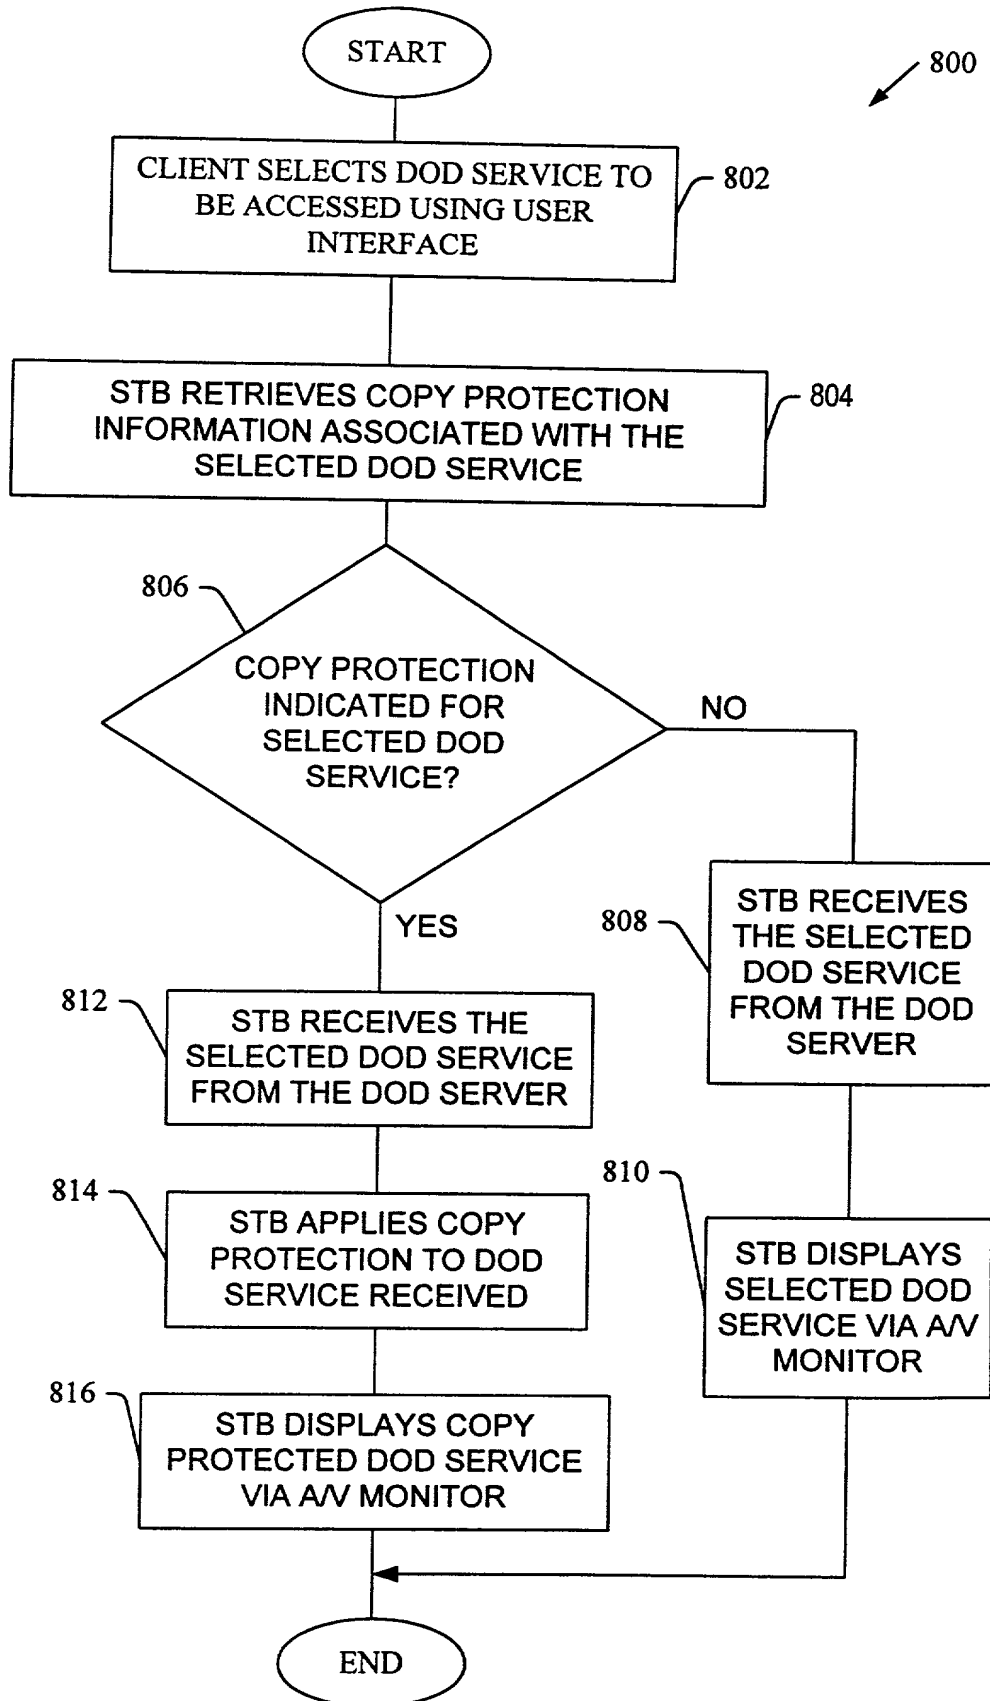 START
800
CLIENT SELECTS DOD SERVICE TO
BE ACCESSED USING USER
INTERFACE
802
STB RETRIEVES COPY PROTECTION
INFORMATION ASSOCIATED WITH THE
SELECTED DOD SERVICE
804
806
COPY PROTECTION
INDICATED FOR
SELECTED DOD
SERVICE?
NO
YES
808
STB RECEIVES
THE SELECTED
DOD SERVICE
FROM THE DOD
SERVER
812
STB RECEIVES THE
SELECTED DOD SERVICE
FROM THE DOD SERVER
810
STB DISPLAYS
SELECTED DOD
SERVICE VIA A/V
MONITOR
814
STB APPLIES COPY
PROTECTION TO DOD
SERVICE RECEIVED
816
STB DISPLAYS COPY
PROTECTED DOD SERVICE
VIA A/V MONITOR
END